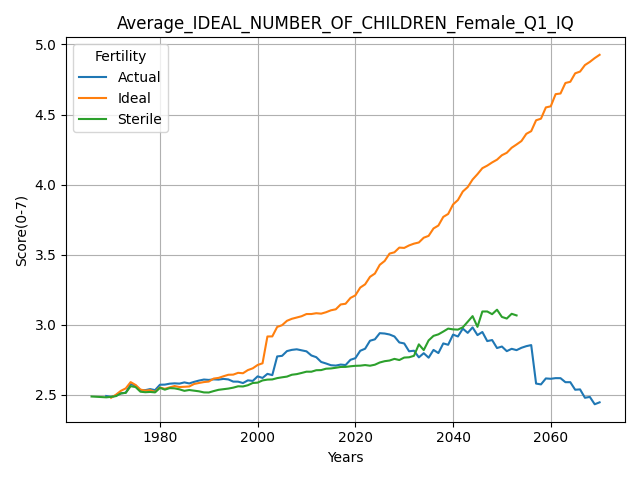 Average_IDEAL_NUMBER_OF_CHILDREN_Female_Q1_IQ
Fertility
Actual
Ideal
Sterile
Score(0-7)
5.0
4.5
4.0
3.5
3.0
2.5
1980 2000 2020 2040 2060
Years